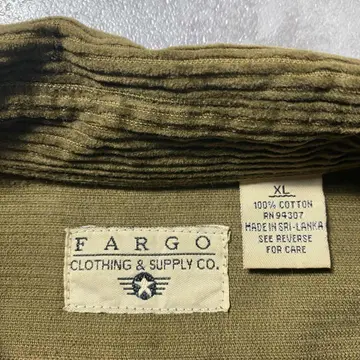 FARGO
CLOTHING & SUPPLY CO.
XL
100% COTTON
RN 94307
MADE IN SRI-LANKA
SEE REVERSE
FOR CARE